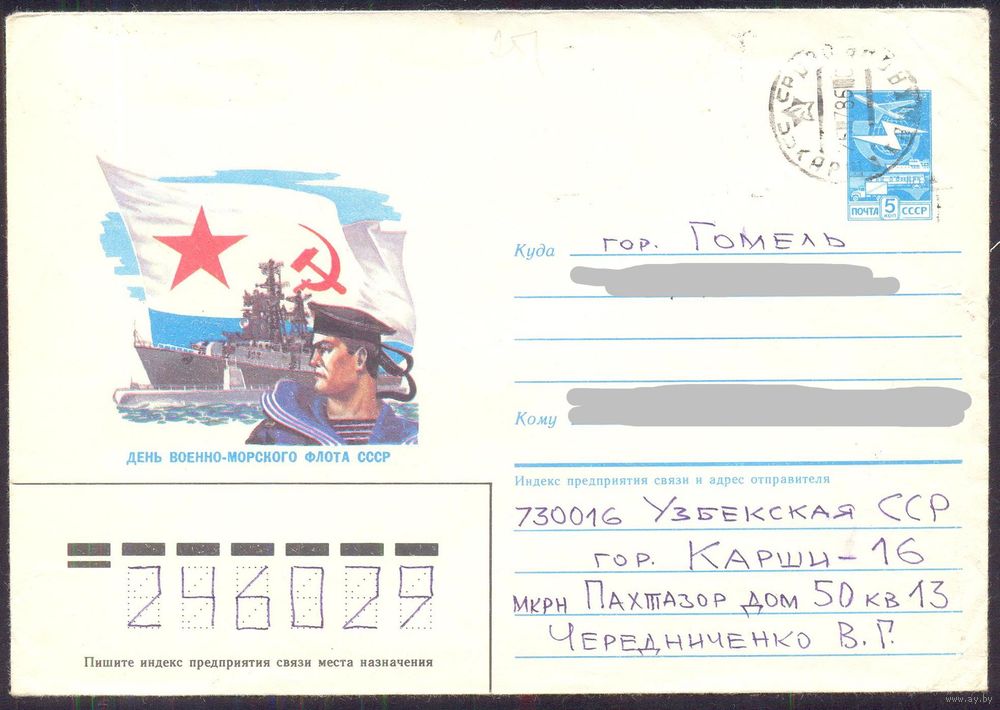 ПОЧТА 5 КОП СССР
Куда гор. Гомель
Кому
ДЕНЬ ВОЕННО-МОРСКОГО ФЛОТА СССР
Индекс предприятия связи и адрес отправителя
730016 Узбекская ССР
гор. Карши-16
мкрн Пахтазор дом 50 кв 13
Чередниченко В. Г.
246029
Пишите индекс предприятия связи места назначения
www.ay.by